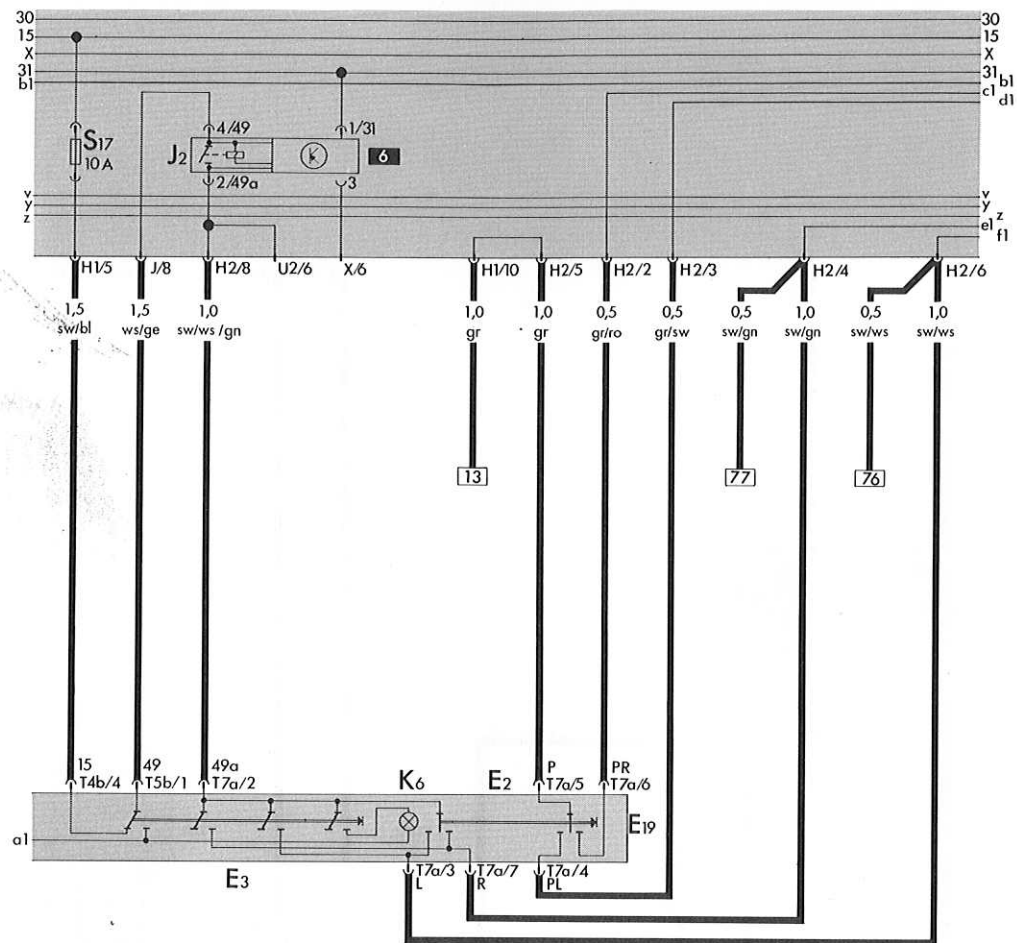 30 30
15 15
X X
31 31
b1 b1
c1
d1
4/49 1/31
S17
10 A
J2 6
2/49a 3
v v
y y
z z
e1
f1
H1/5 J/8 H2/8 U2/6 X/6 H1/10 H2/5 H2/2 H2/3 H2/4 H2/6
1,5 1,5 1,0 1,0 1,0 0,5 0,5 0,5 1,0 0,5 1,0
sw/bl ws/ge sw/ws/gn gr gr gr/ro gr/sw sw/gn sw/gn sw/ws sw/ws
13 77 76
15 49 49a P PR
T4b/4 T5b/1 T7a/2 K6 E2 T7a/5 T7a/6
E19
a1
T7a/3 T7a/7 T7a/4
L R PL
E3